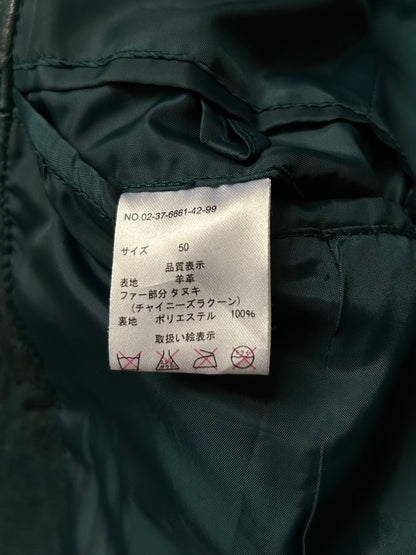 NO.02-37-6661-42-99
サイズ 50
品質表示
表地 羊革
ファー部分 タヌキ
(チャイニーズラクーン)
裏地 ポリエステル 100%
取扱い絵表示